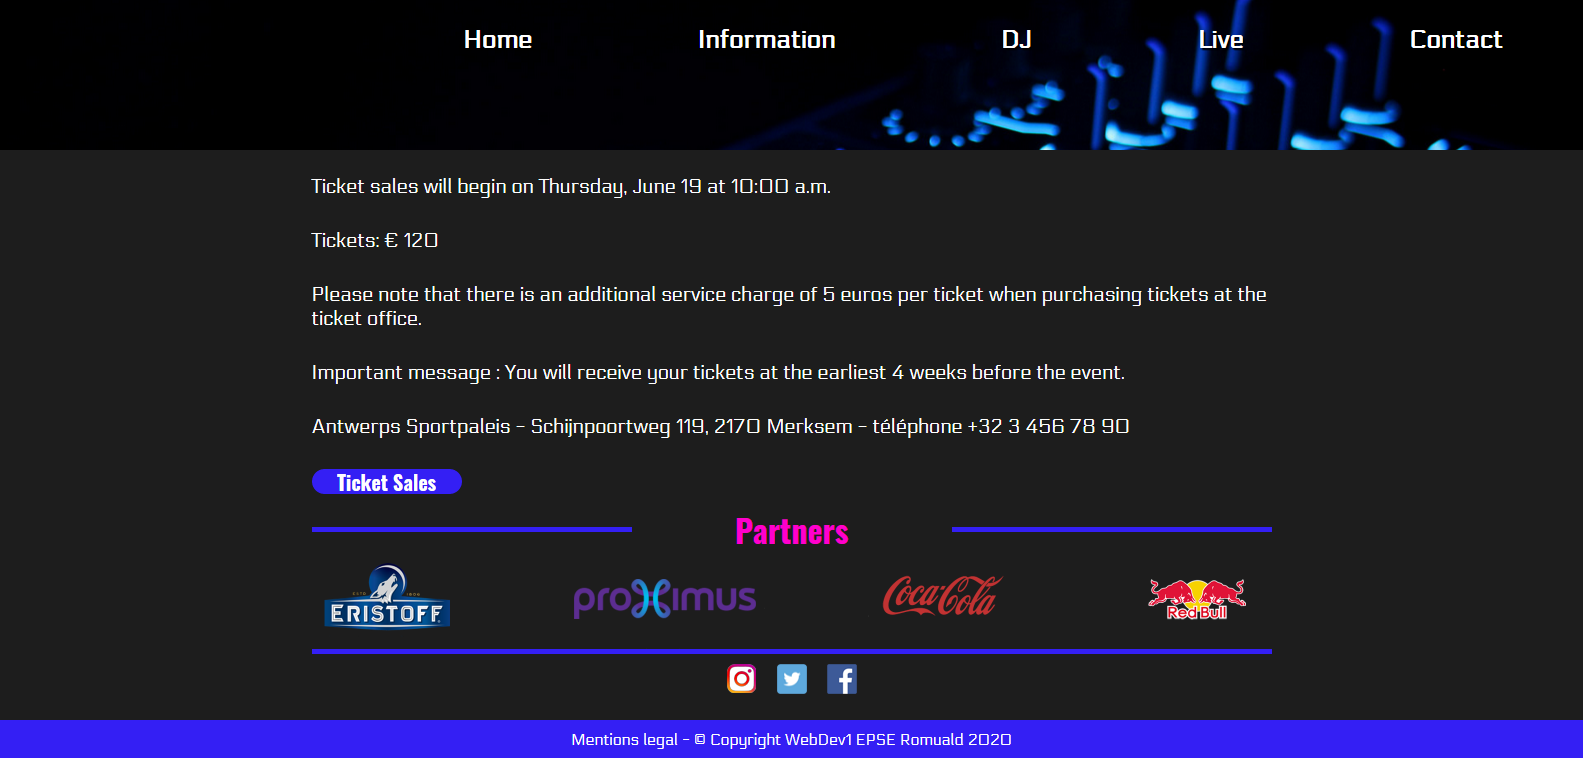 Home Information DJ Live Contact
Ticket sales will begin on Thursday, June 19 at 10:00 a.m.
Tickets: € 120
Please note that there is an additional service charge of 5 euros per ticket when purchasing tickets at the
ticket office.
Important message : You will receive your tickets at the earliest 4 weeks before the event.
Antwerps Sportpaleis - Schijnpoortweg 119, 2170 Merksem - téléphone +32 3 456 78 90
Ticket Sales
Partners
ERISTOFF proximus Coca-Cola Red Bull
Mentions legal - © Copyright WebDev1 EPSE Romuald 2020